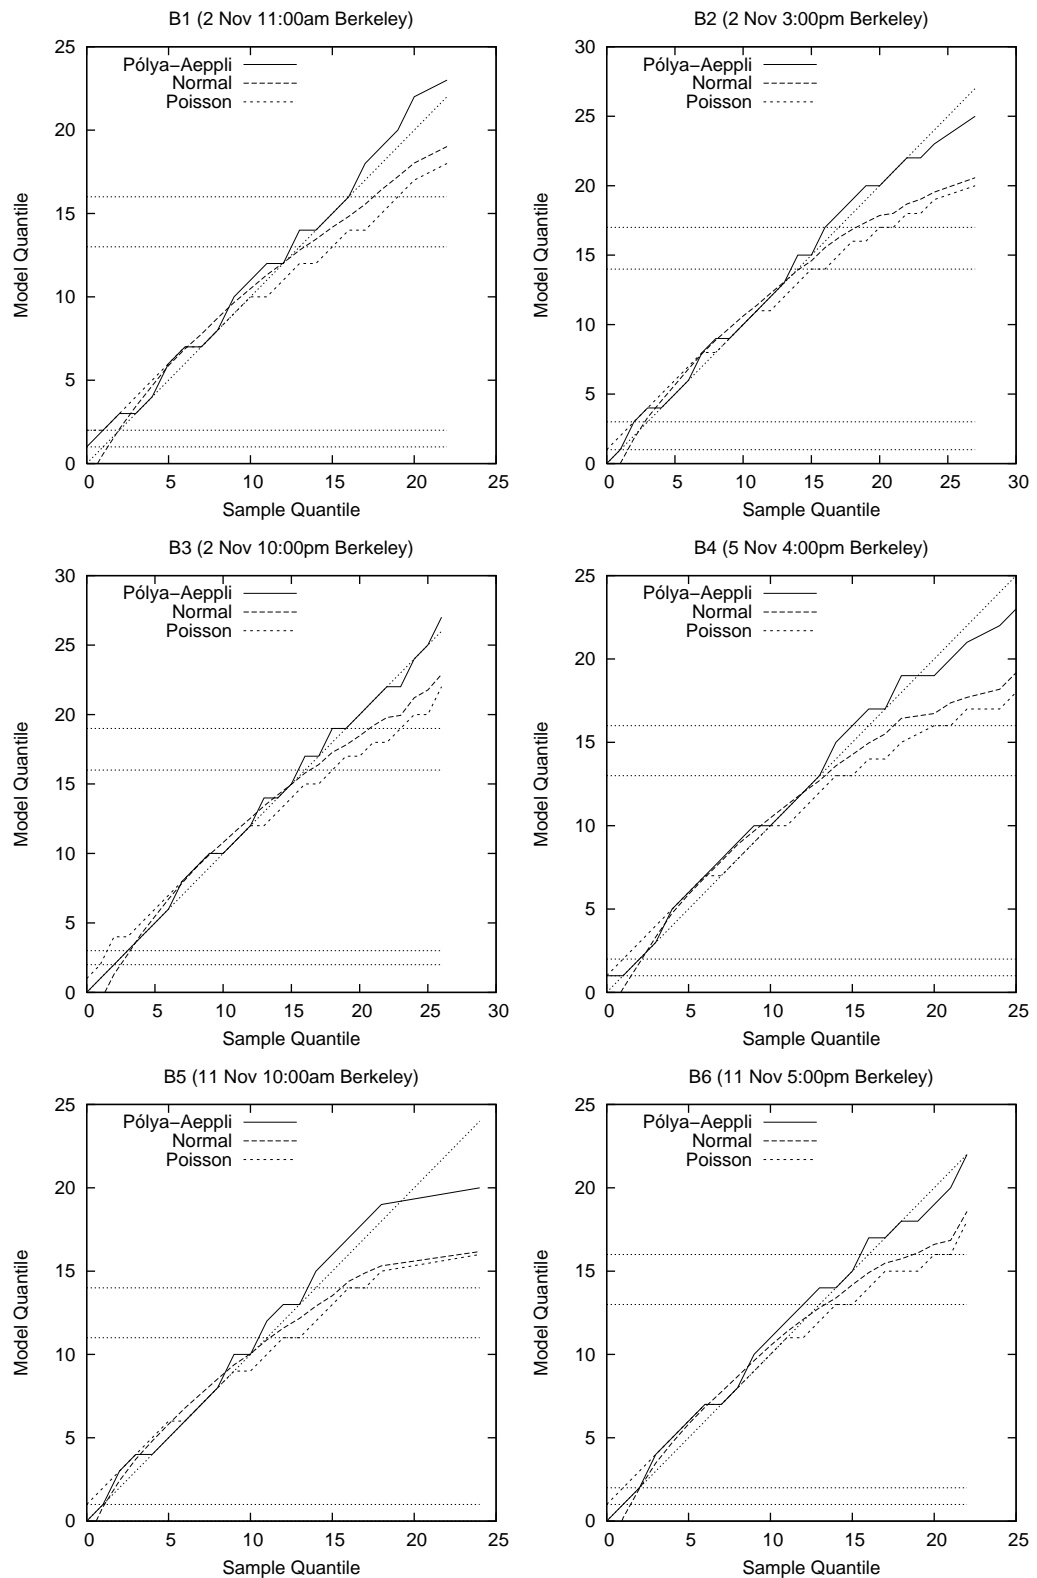 B1 (2 Nov 11:00am Berkeley)
Pólya−Aeppli
Normal
Poisson
Model Quantile
25
20
15
10
5
0
0 5 10 15 20 25
Sample Quantile
B2 (2 Nov 3:00pm Berkeley)
Pólya−Aeppli
Normal
Poisson
Model Quantile
30
25
20
15
10
5
0
0 5 10 15 20 25 30
Sample Quantile
B3 (2 Nov 10:00pm Berkeley)
Pólya−Aeppli
Normal
Poisson
Model Quantile
30
25
20
15
10
5
0
0 5 10 15 20 25 30
Sample Quantile
B4 (5 Nov 4:00pm Berkeley)
Pólya−Aeppli
Normal
Poisson
Model Quantile
25
20
15
10
5
0
0 5 10 15 20 25
Sample Quantile
B5 (11 Nov 10:00am Berkeley)
Pólya−Aeppli
Normal
Poisson
Model Quantile
25
20
15
10
5
0
0 5 10 15 20 25
Sample Quantile
B6 (11 Nov 5:00pm Berkeley)
Pólya−Aeppli
Normal
Poisson
Model Quantile
25
20
15
10
5
0
0 5 10 15 20 25
Sample Quantile